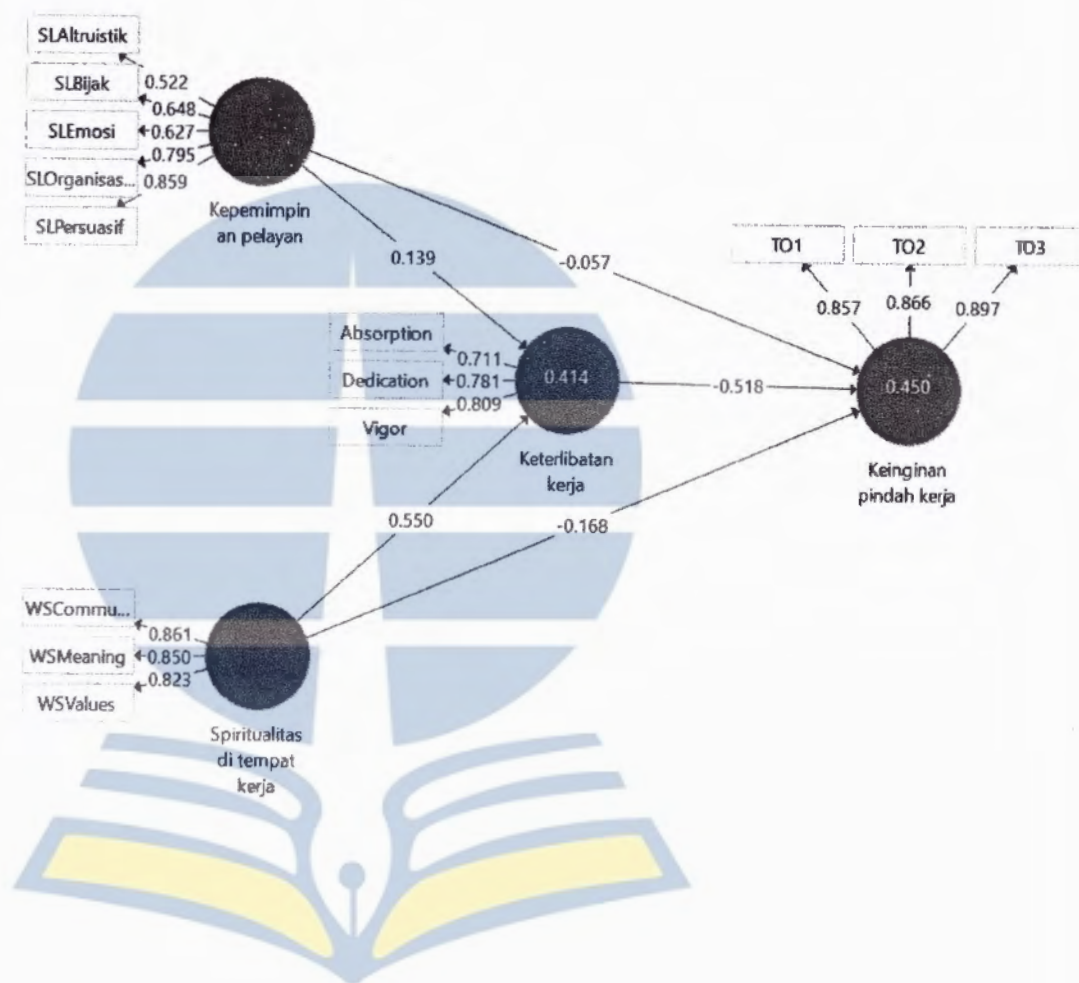 SLAltruistik
0.522
SLBijak
0.648
SLEmosi
0.627
0.795
SLOrganisas...
0.859
SLPersuasif
Kepemimpin
an pelayan
0.139
-0.057
TO1
TO2
TO3
0.857
0.866
0.897
Absorption
0.711
Dedication
0.781
0.809
Vigor
0.414
Keterlibatan
kerja
-0.518
0.450
Keinginan
pindah kerja
0.550
-0.168
WSCommu...
0.861
WSMeaning
0.850
0.823
WSValues
Spiritualitas
di tempat
kerja